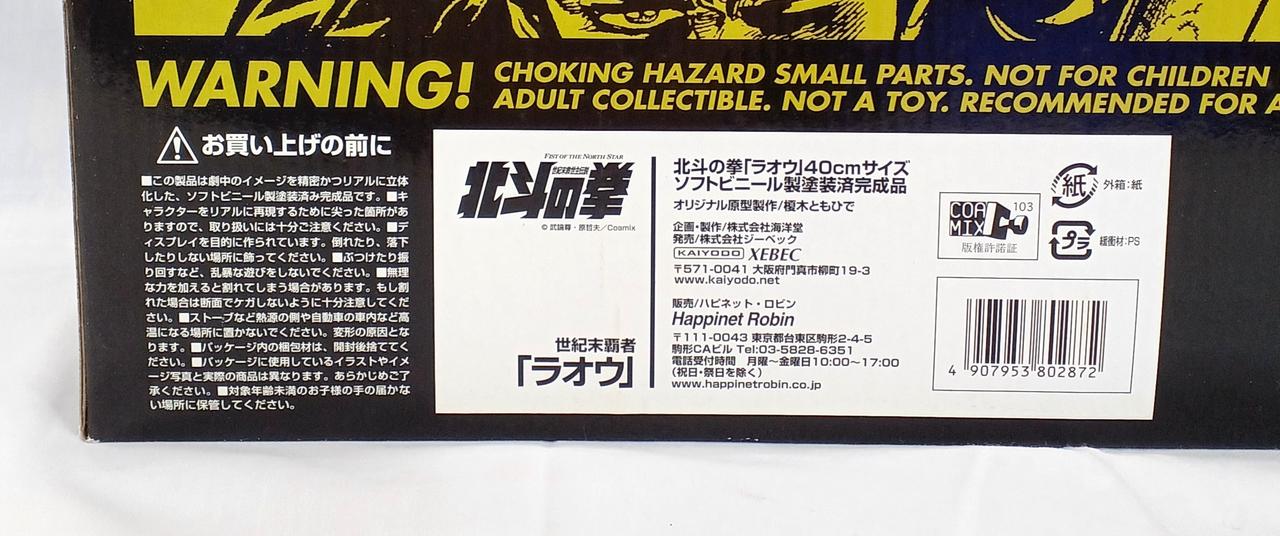 WARNING!
CHOKING HAZARD SMALL PARTS. NOT FOR CHILDREN
ADULT COLLECTIBLE. NOT A TOY. RECOMMENDED FOR A
お買い上げの前に
■この製品は劇中のイメージを精密かつリアルに立体
化した、ソフトビニール製塗装済み完成品です。■キ
ャラクターをリアルに再現するために尖った箇所があ
りますので、取り扱いには十分ご注意ください。■デ
ィスプレイを目的に作られています。倒れたり、落下
したりしない場所に飾ってください。■ぶつけたり振
り回すなど、乱暴な遊びをしないでください。■無理
な力を加えると割れてしまう場合があります。もし割
れた場合は断面でケガしないように十分注意してくだ
さい。■ストーブなど熱源の側や自動車の車内など高
温になる場所に置かないでください。変形の原因とな
ります。■パッケージ内の梱包材は、開封後捨ててく
ださい。■パッケージに使用しているイラストやイメ
ージ写真と実際の商品は異なります。あらかじめご了
承ください。■対象年齢未満のお子様の手の届かな
い場所に保管してください。
FIST OF THE NORTH STAR
世紀末救世主伝説
北斗の拳
© 武論尊・原哲夫/Coamix
世紀末覇者
「ラオウ」
北斗の拳「ラオウ」40cmサイズ
ソフトビニール製塗装済完成品
オリジナル原型製作/榎木ともひで
企画・製作/株式会社海洋堂
発売/株式会社ジーベック
KAIYODO XEBEC
〒571-0041 大阪府門真市柳町19-3
www.kaiyodo.net
販売/ハピネット・ロビン
Happinet Robin
〒111-0043 東京都台東区駒形2-4-5
駒形CAビル Tel:03-5828-6351
電話受付時間 月曜〜金曜日10:00〜17:00
(祝日・祭日を除く)
www.happinetrobin.co.jp
COA
MIX
103
版権許諾証
紙
外箱:紙
プラ
緩衝材:PS
4 907953 802872